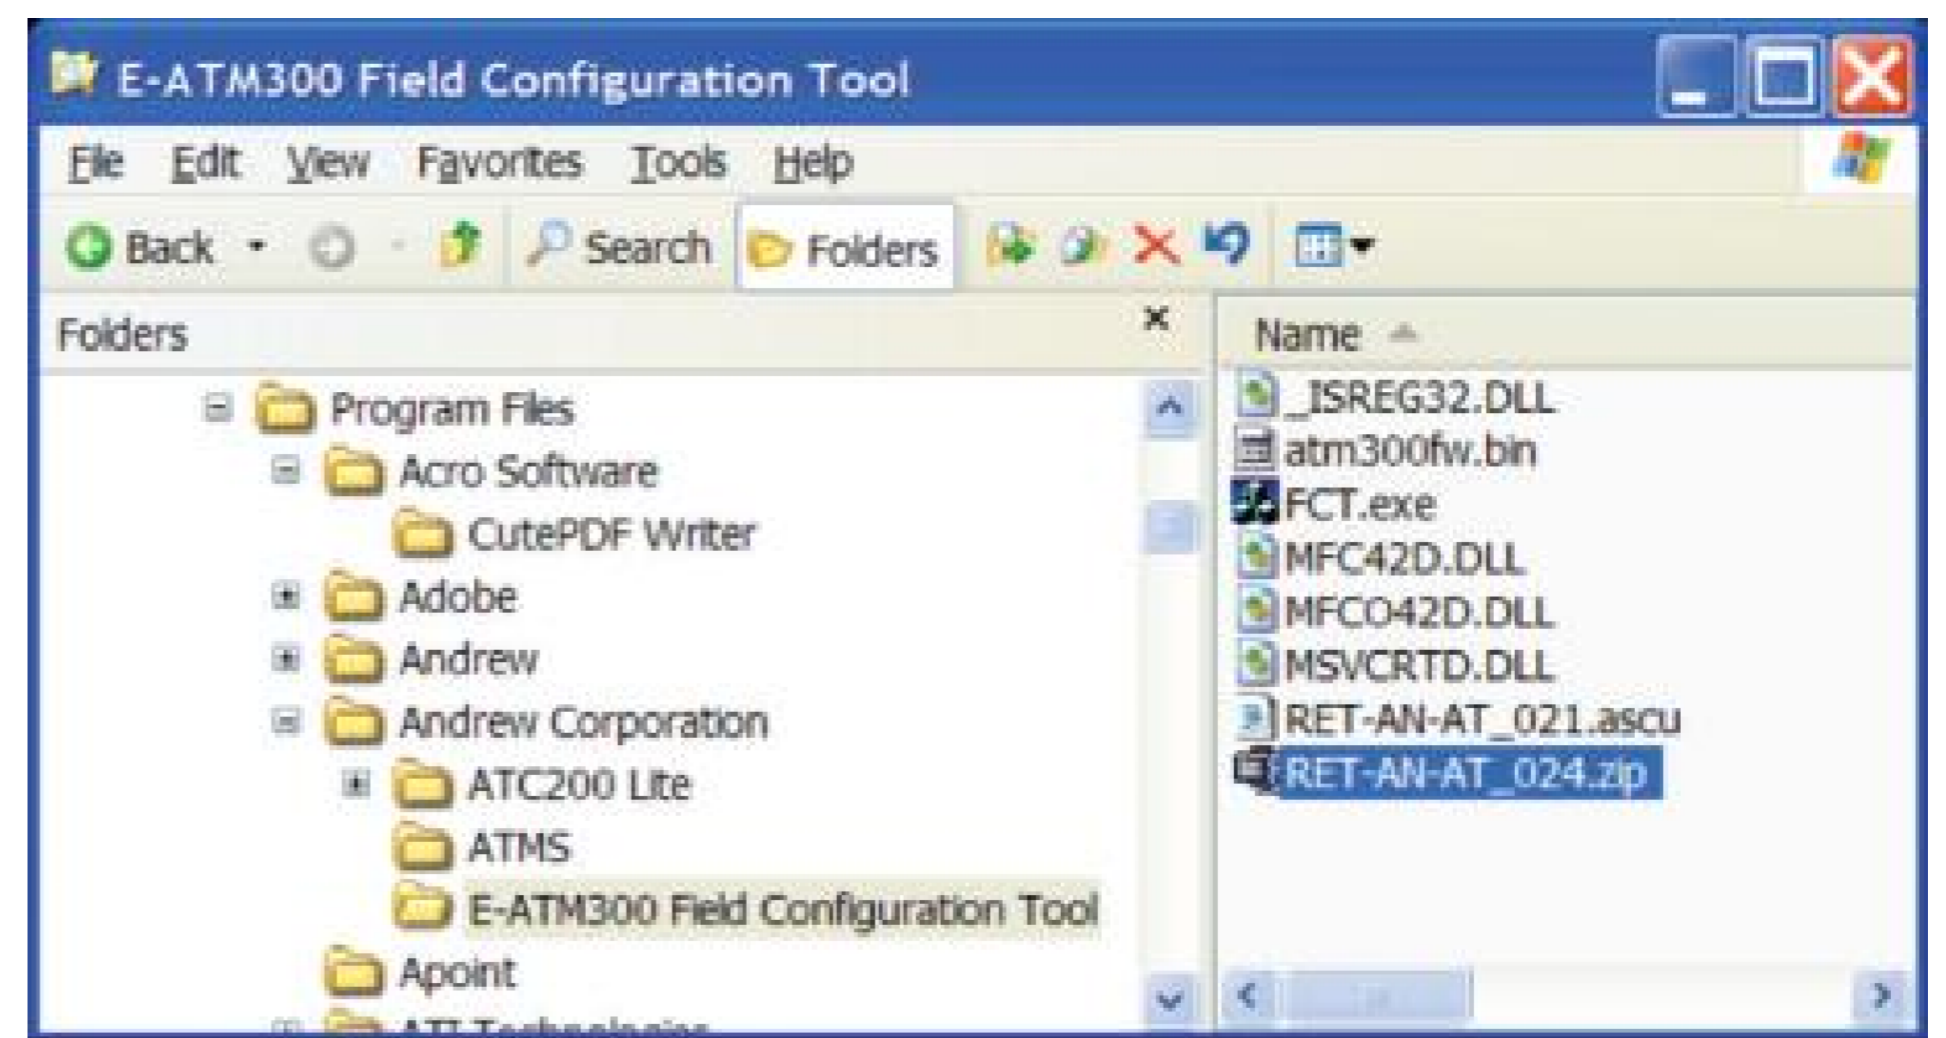 E-ATM300 Field Configuration Tool
File Edit View Favorites Tools Help
Back Search Folders
Folders
Program Files
Acro Software
CutePDF Writer
Adobe
Andrew
Andrew Corporation
ATC200 Lite
ATMS
E-ATM300 Field Configuration Tool
Apoint
ATI Technologies
Name
_ISREG32.DLL
atm300fw.bin
FCT.exe
MFC42D.DLL
MFCO42D.DLL
MSVCRTD.DLL
RET-AN-AT_021.ascu
RET-AN-AT_024.zip